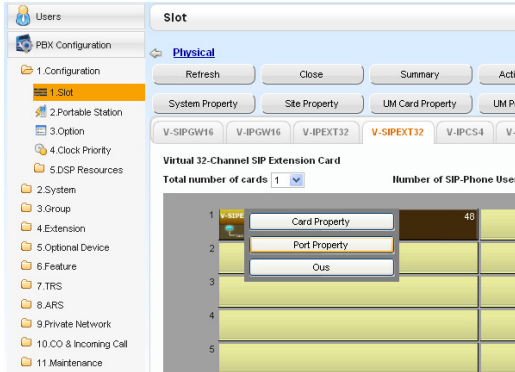 Users
PBX Configuration
1.Configuration
1.Slot
2.Portable Station
3.Option
4.Clock Priority
5.DSP Resources
2.System
3.Group
4.Extension
5.Optional Device
6.Feature
7.TRS
8.ARS
9.Private Network
10.CO & Incoming Call
11.Maintenance
Slot
Physical
Refresh Close Summary Acti
System Property Site Property UM Card Property UM P
V-SIPGW16 V-IPGW16 V-IPEXT32 V-SIPEXT32 V-IPCS4 V-
Virtual 32-Channel SIP Extension Card
Total number of cards 1 Number of SIP-Phone User
1 V-SIPE 48
Card Property
2 Port Property
Ous
3
4
5